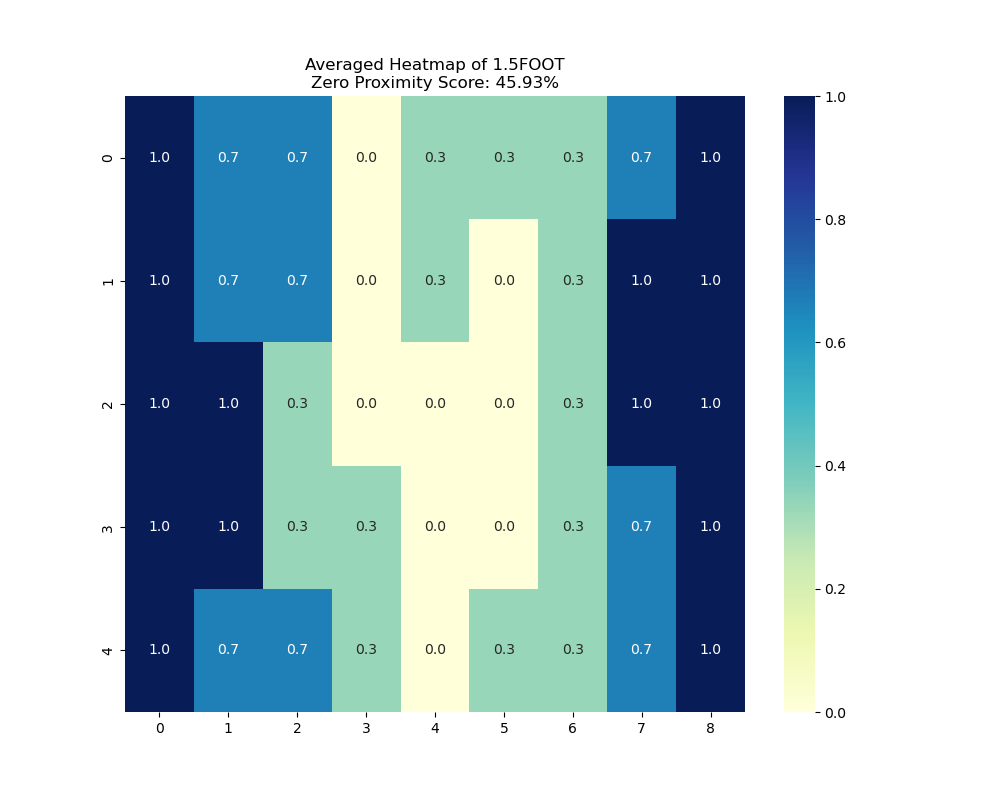 Averaged Heatmap of 1.5FOOT
Zero Proximity Score: 45.93%
0 1.0 0.7 0.7 0.0 0.3 0.3 0.3 0.7 1.0
1 1.0 0.7 0.7 0.0 0.3 0.0 0.3 1.0 1.0
2 1.0 1.0 0.3 0.0 0.0 0.0 0.3 1.0 1.0
3 1.0 1.0 0.3 0.3 0.0 0.0 0.3 0.7 1.0
4 1.0 0.7 0.7 0.3 0.0 0.3 0.3 0.7 1.0
0 1 2 3 4 5 6 7 8
1.0
0.8
0.6
0.4
0.2
0.0